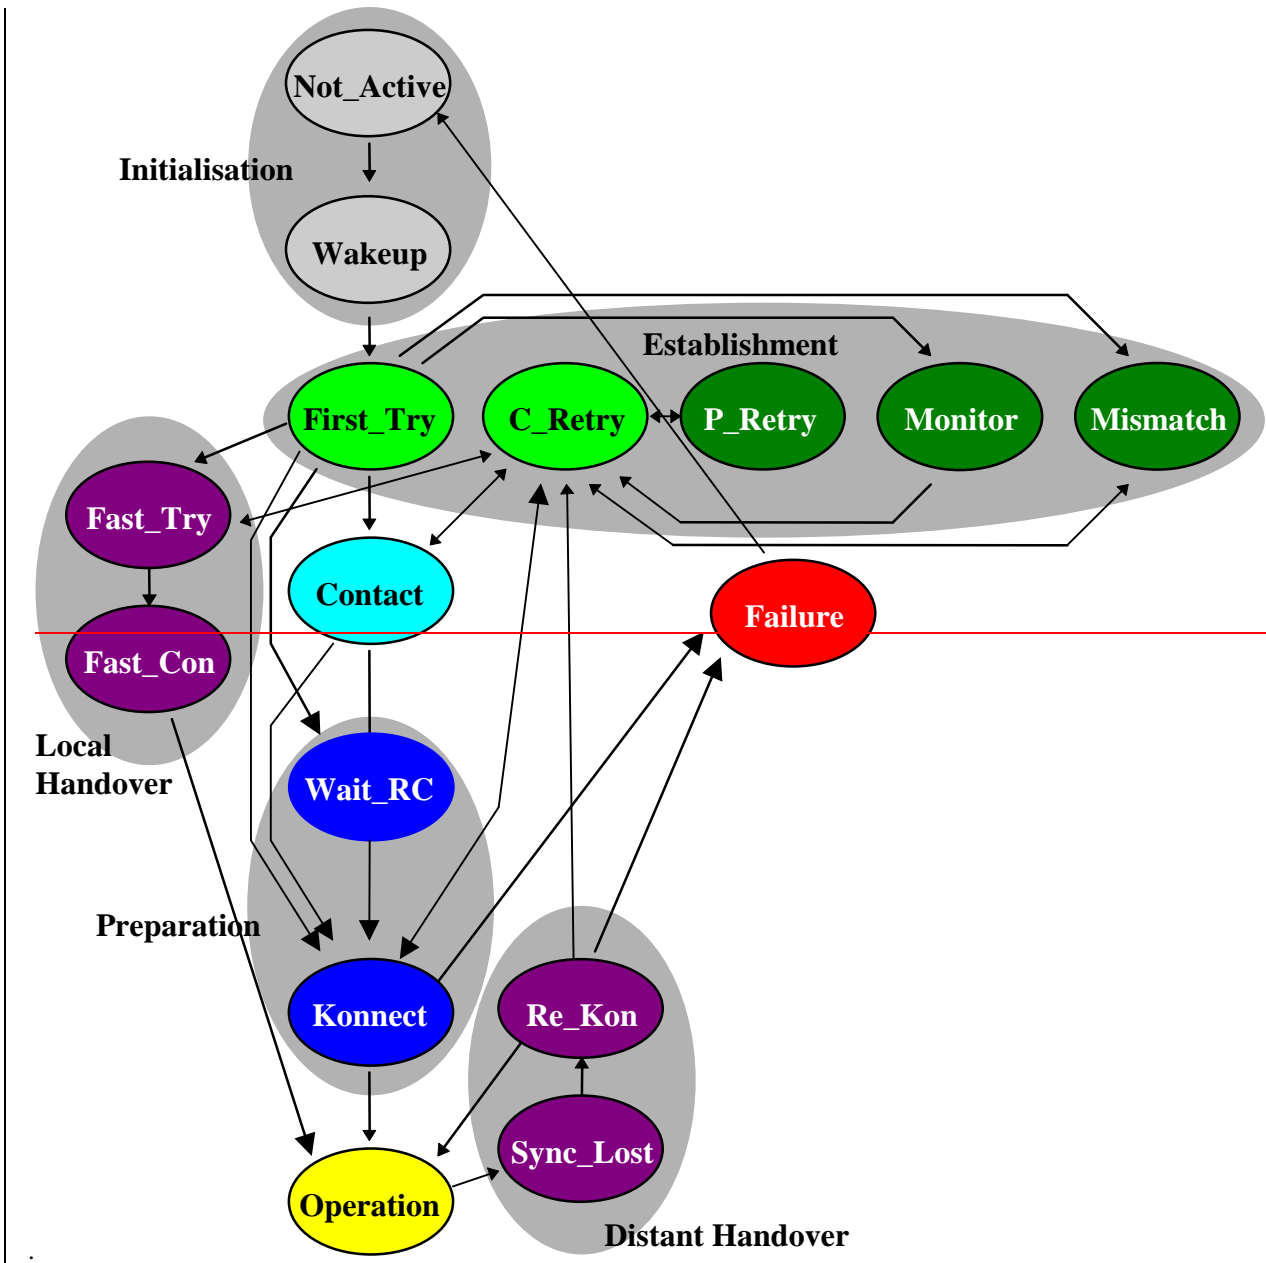 Not_Active
Initialisation
Wakeup
Establishment
First_Try
C_Retry
P_Retry
Monitor
Mismatch
Fast_Try
Contact
Failure
Fast_Con
Local
Handover
Wait_RC
Preparation
Konnect
Re_Kon
Sync_Lost
Operation
Distant Handover
.